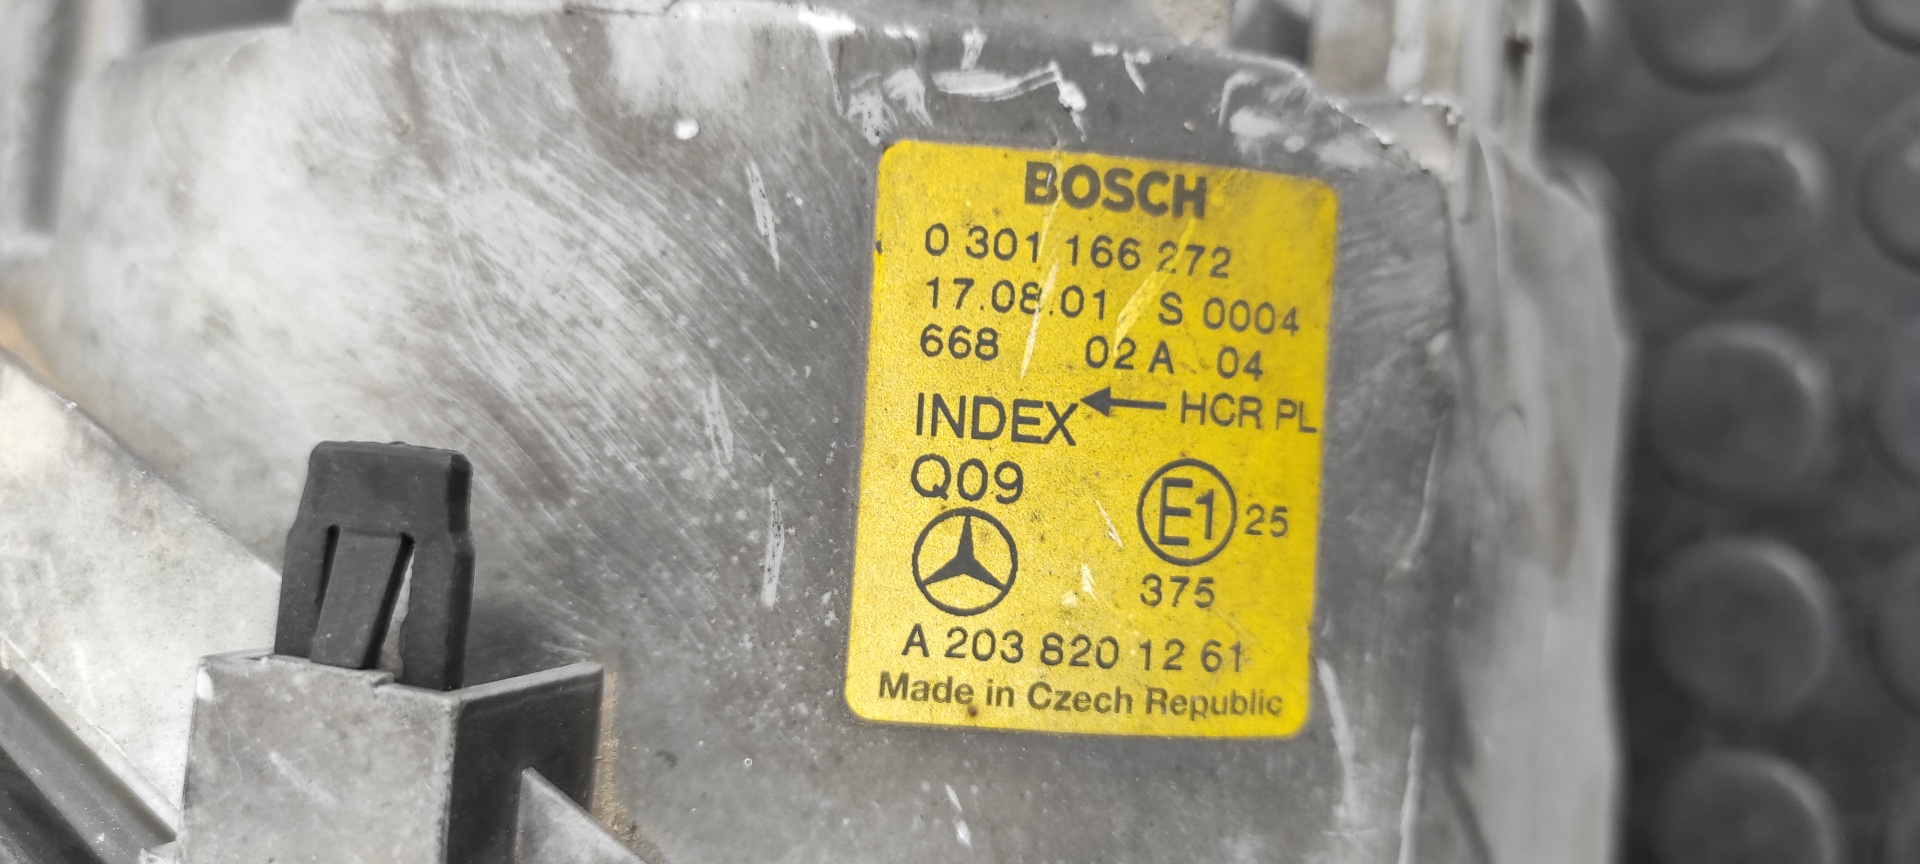 BOSCH
0 301 166 272
17.08.01 S 0004
668 02 A 04
INDEX HCR PL
Q09
E1 25
375
A 203 820 12 61
Made in Czech Republic